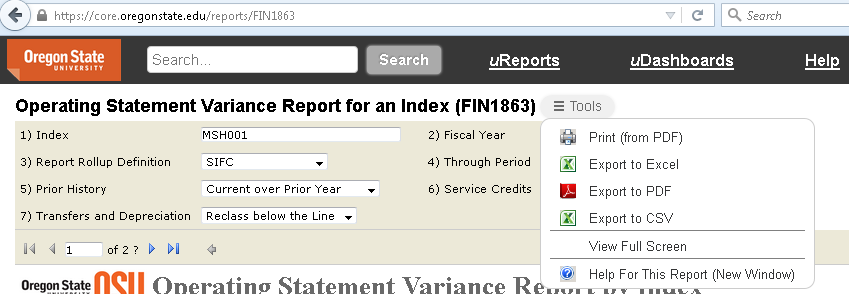 https://core.oregonstate.edu/reports/FIN1863 Search
Oregon State UNIVERSITY Search... Search uReports uDashboards Help
Operating Statement Variance Report for an Index (FIN1863) Tools
1) Index MSH001 2) Fiscal Year
3) Report Rollup Definition SIFC 4) Through Period
5) Prior History Current over Prior Year 6) Service Credits
7) Transfers and Depreciation Reclass below the Line
Print (from PDF)
Export to Excel
Export to PDF
Export to CSV
View Full Screen
Help For This Report (New Window)
1 of 2 ?
Oregon State OSU Operating Statement Variance Report by Index